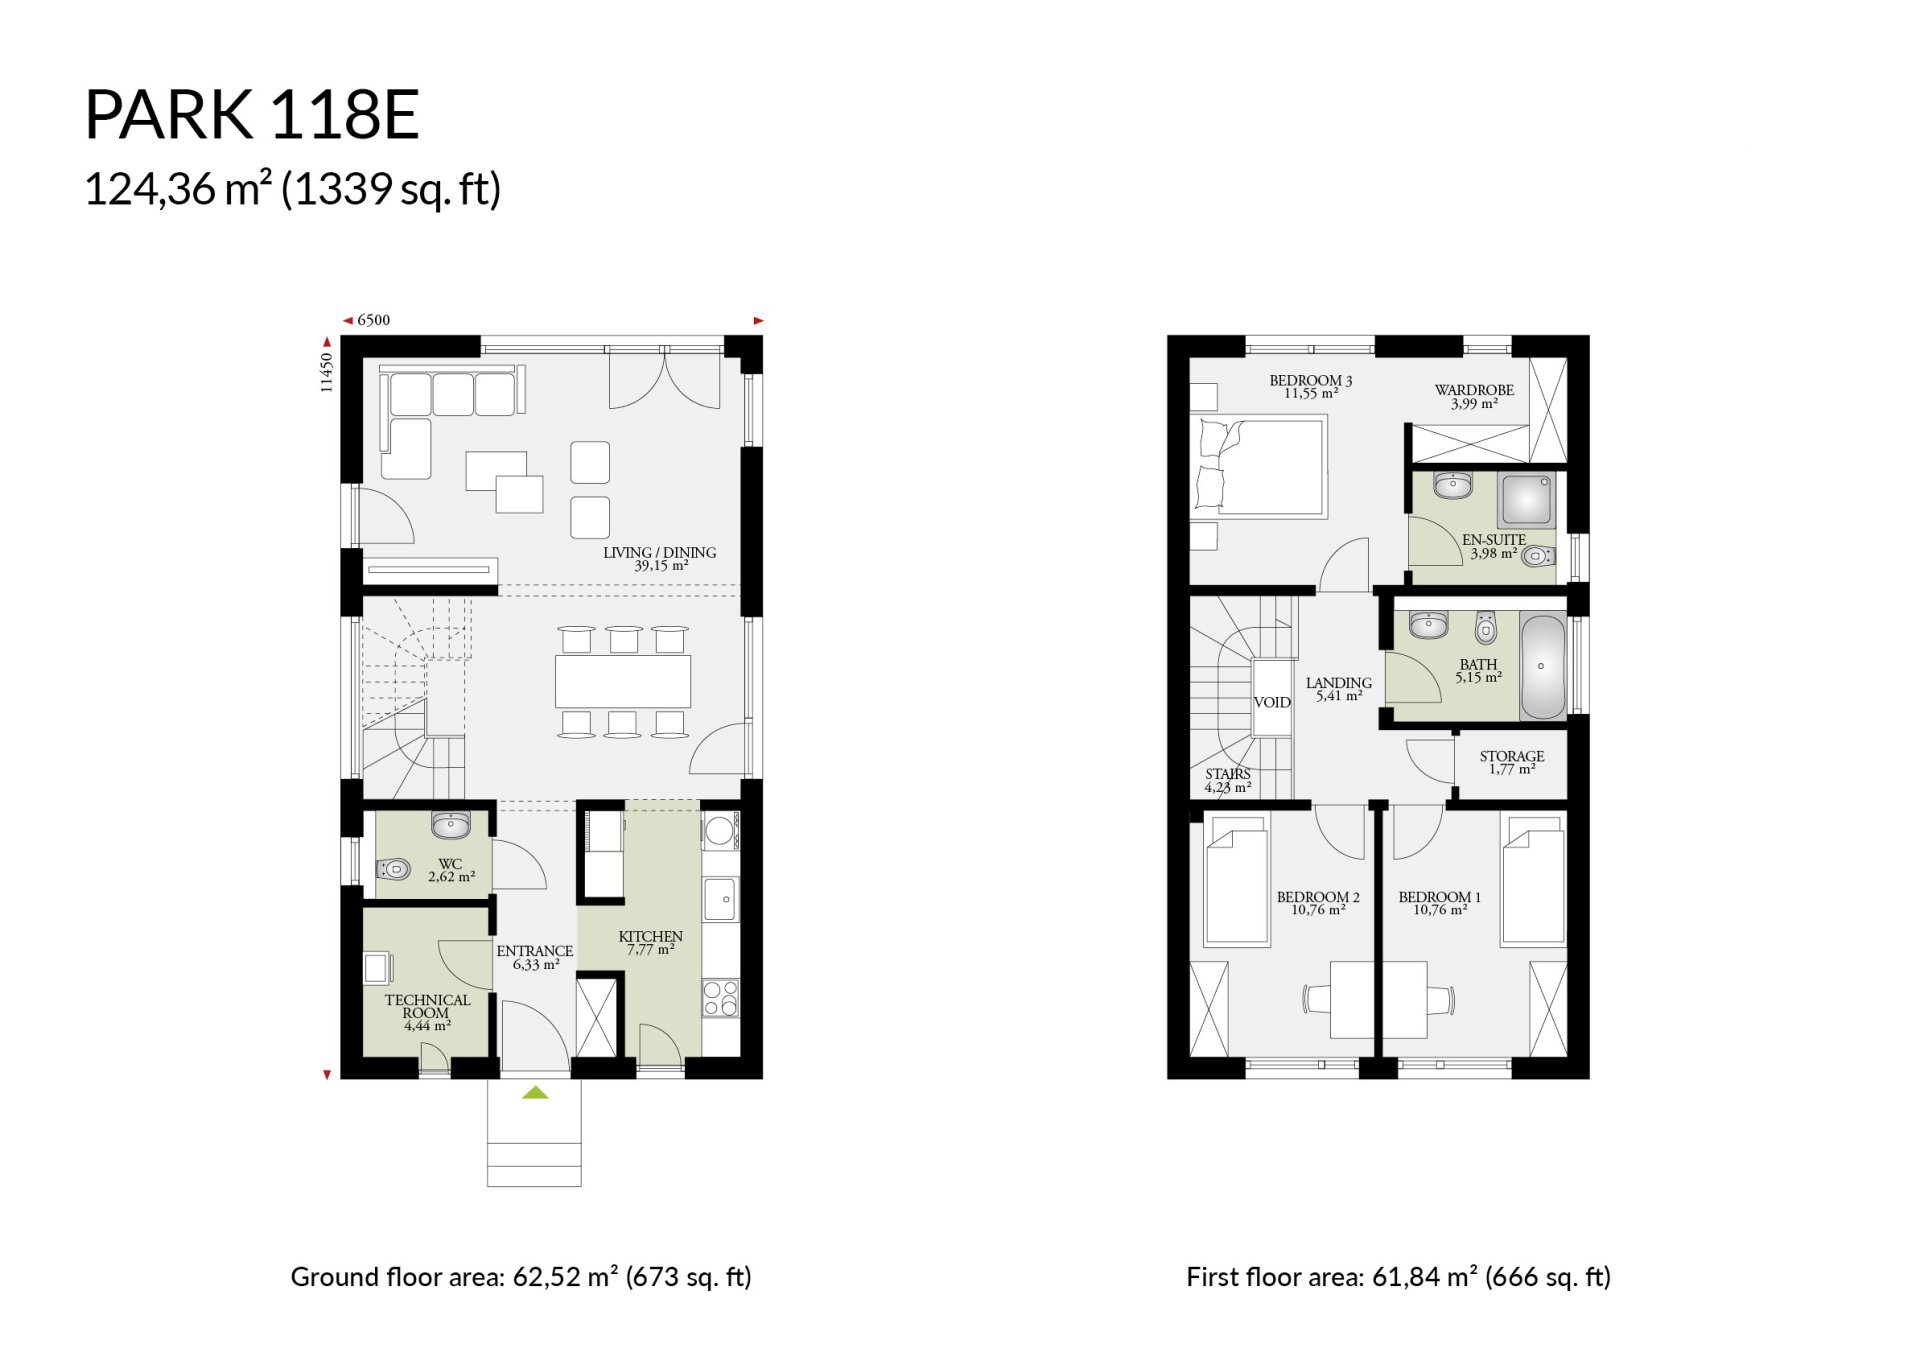 PARK 118E
124,36 m² (1339 sq. ft)
6500
11450
LIVING / DINING
39,15 m²
WC
2,62 m²
TECHNICAL
ROOM
4,44 m²
ENTRANCE
6,33 m²
KITCHEN
7,77 m²
Ground floor area: 62,52 m² (673 sq. ft)
BEDROOM 3
11,55 m²
WARDROBE
3,99 m²
EN-SUITE
3,98 m²
BATH
5,15 m²
LANDING
5,41 m²
VOID
STAIRS
4,23 m²
STORAGE
1,77 m²
BEDROOM 2
10,76 m²
BEDROOM 1
10,76 m²
First floor area: 61,84 m² (666 sq. ft)